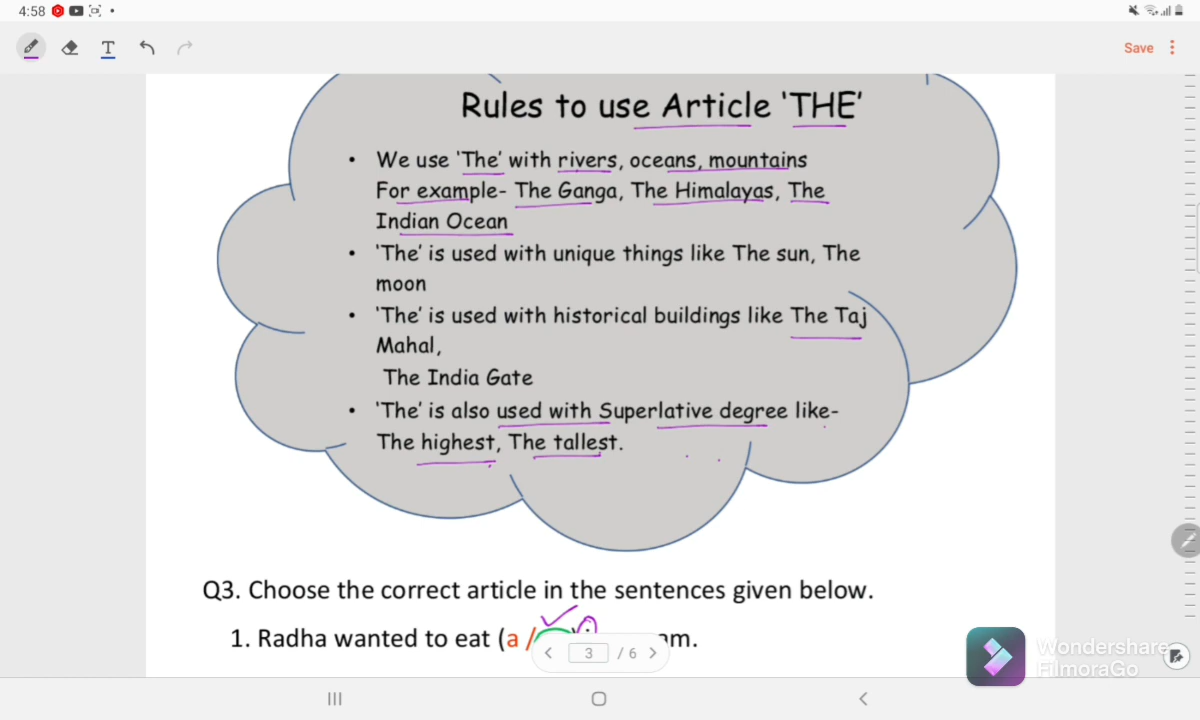 4:58
T
Save
Rules to use Article 'THE'
• We use 'The' with rivers, oceans, mountains
For example- The Ganga, The Himalayas, The
Indian Ocean
• 'The' is used with unique things like The sun, The
moon
• 'The' is used with historical buildings like The Taj
Mahal,
The India Gate
• 'The' is also used with Superlative degree like-
The highest, The tallest.
Q3. Choose the correct article in the sentences given below.
1. Radha wanted to eat (a /
3 / 6
Wondershare
FilmoraGo